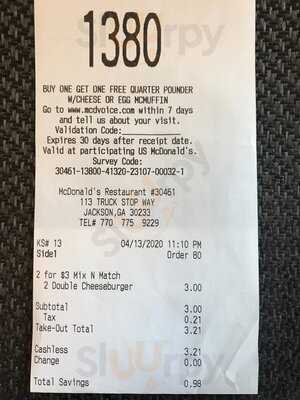 1380
BUY ONE GET ONE FREE QUARTER POUNDER
W/CHEESE OR EGG MCMUFFIN
Go to www.mcdvoice.com within 7 days
and tell us about your visit.
Validation Code:____________
Expires 30 days after receipt date.
Valid at participating US McDonald's.
Survey Code:
30461-13800-41320-23107-00032-1
McDonald's Restaurant #30461
113 TRUCK STOP WAY
JACKSON,GA 30233
TEL# 770 775 9229
KS# 13 04/13/2020 11:10 PM
Side1 Order 80
2 for $3 Mix N Match
2 Double Cheeseburger 3.00
Subtotal 3.00
Tax 0.21
Take-Out Total 3.21
Cashless 3.21
Change 0.00
Total Savings 0.98
Sluurpy
Sluurpy
Sluurpy